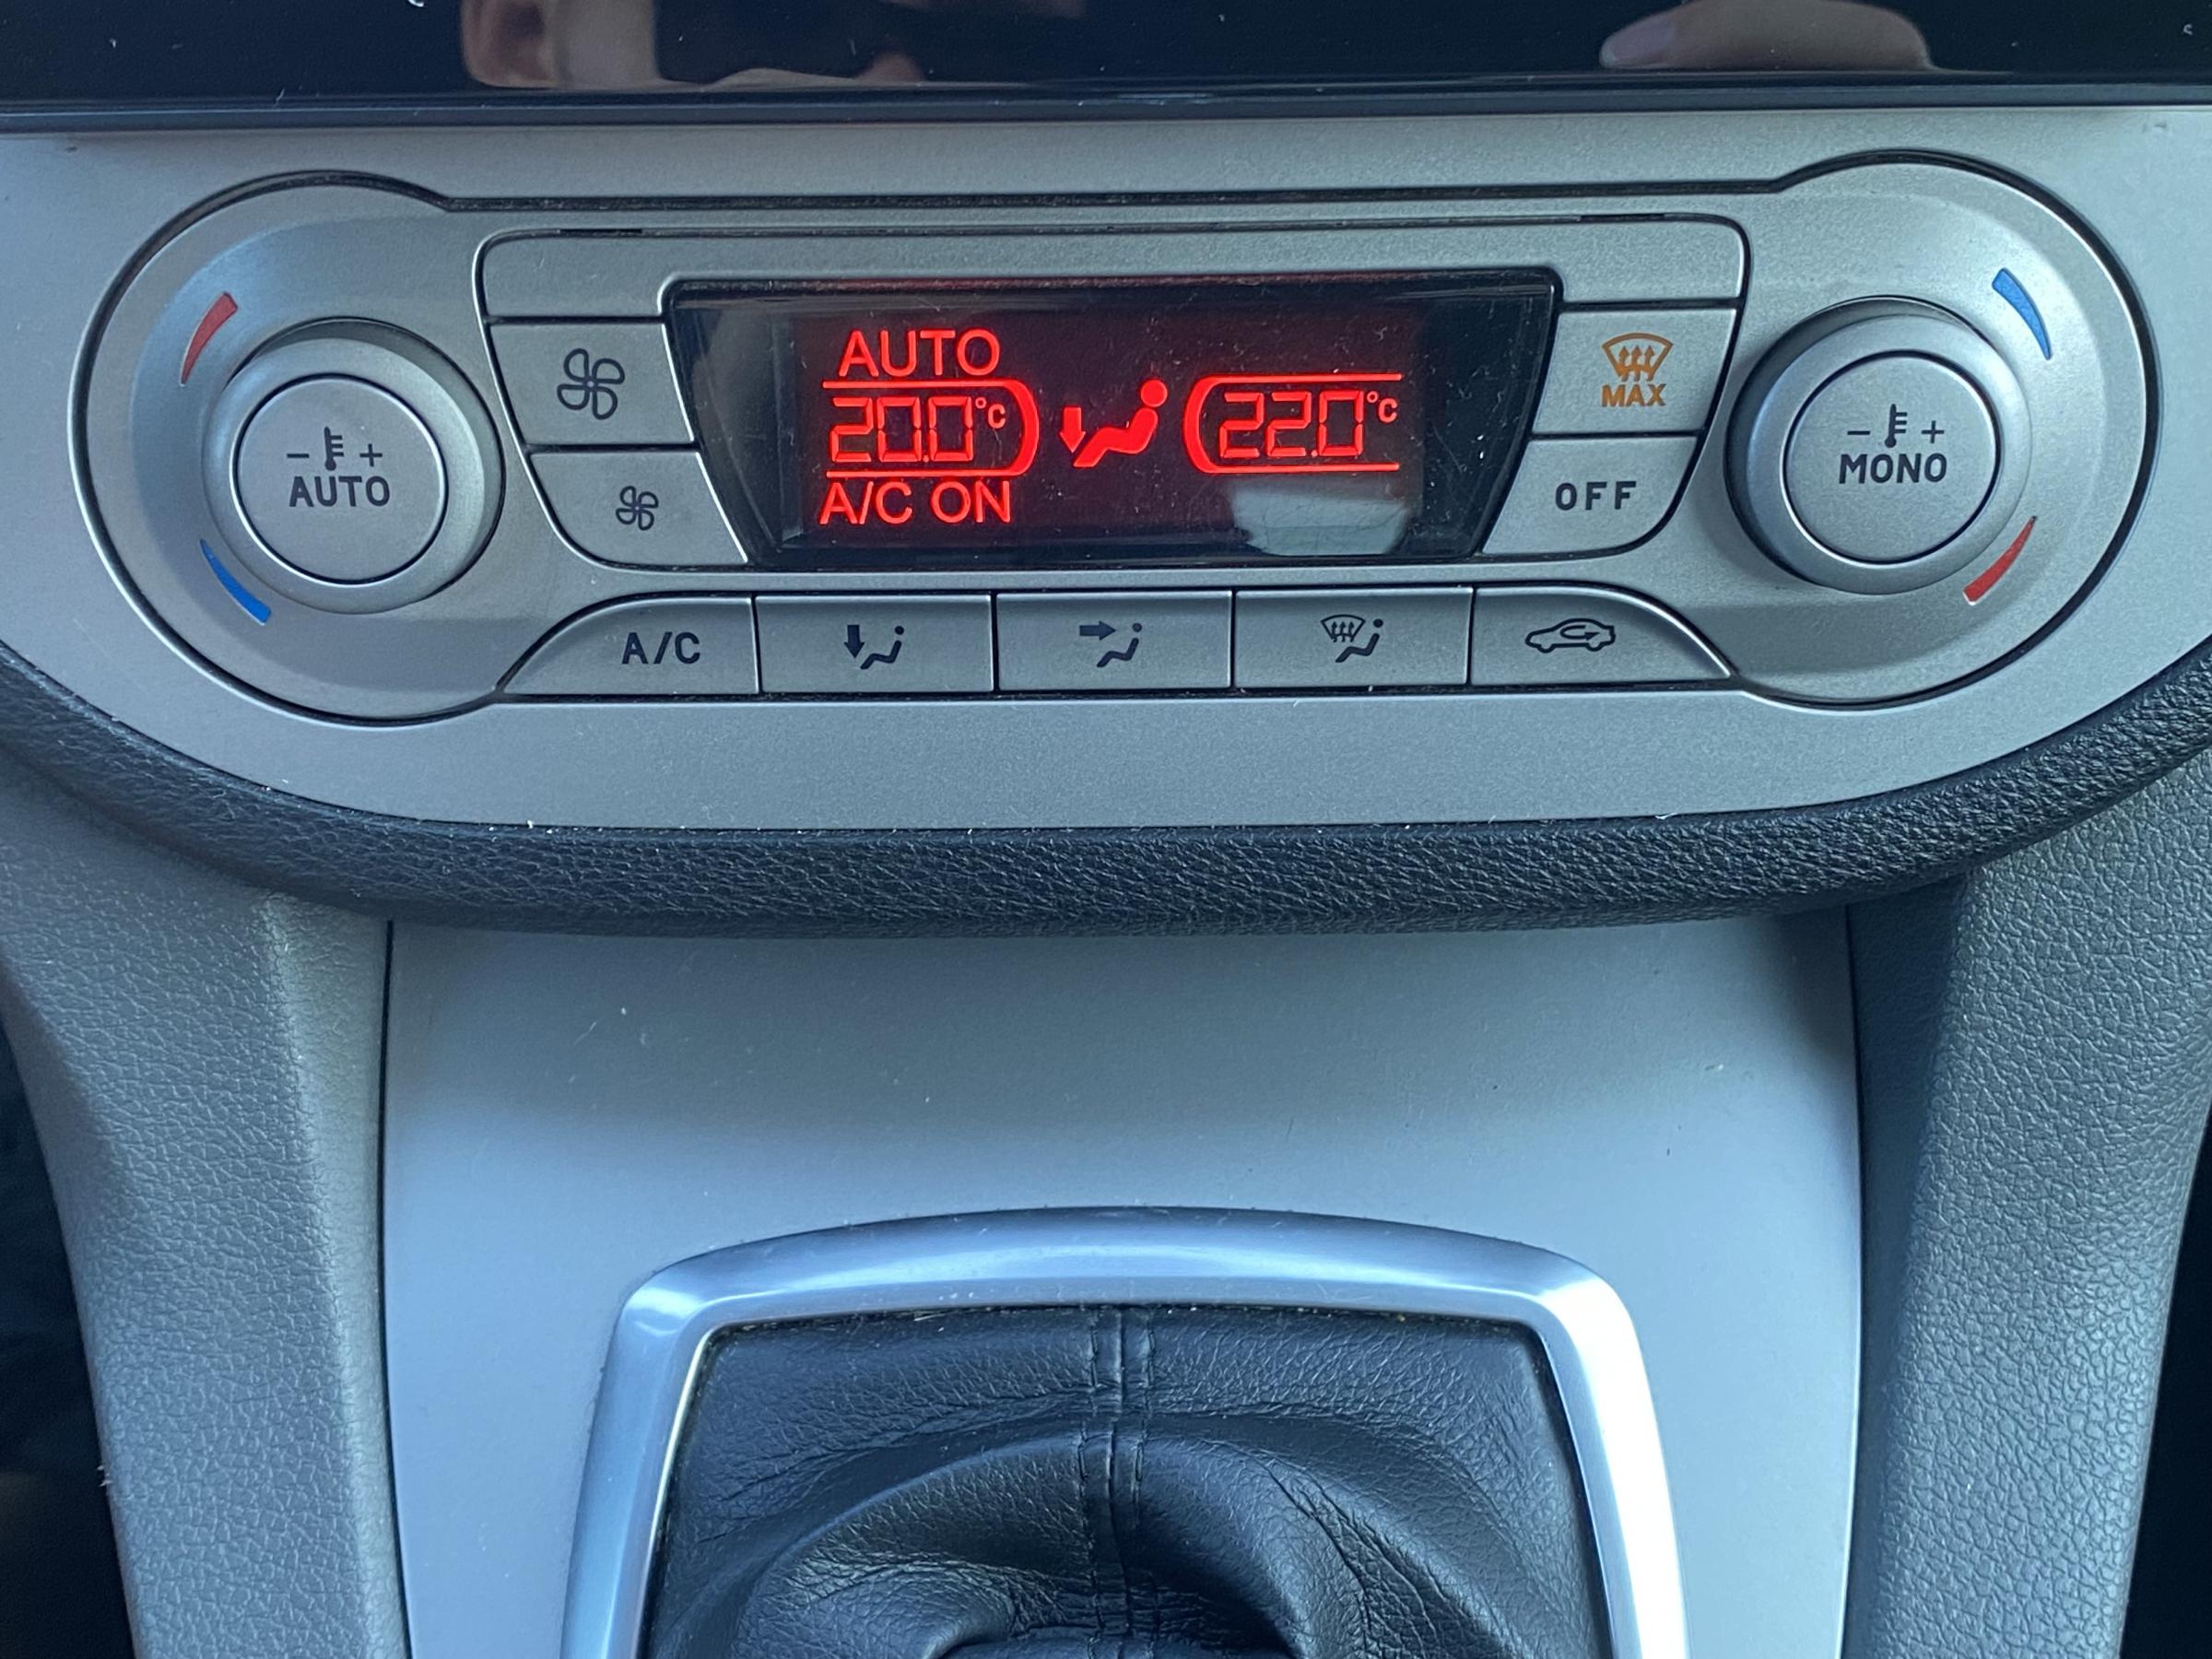 AUTO
20.0°C
22.0°C
A/C ON
- +
AUTO
MAX
OFF
- +
MONO
A/C